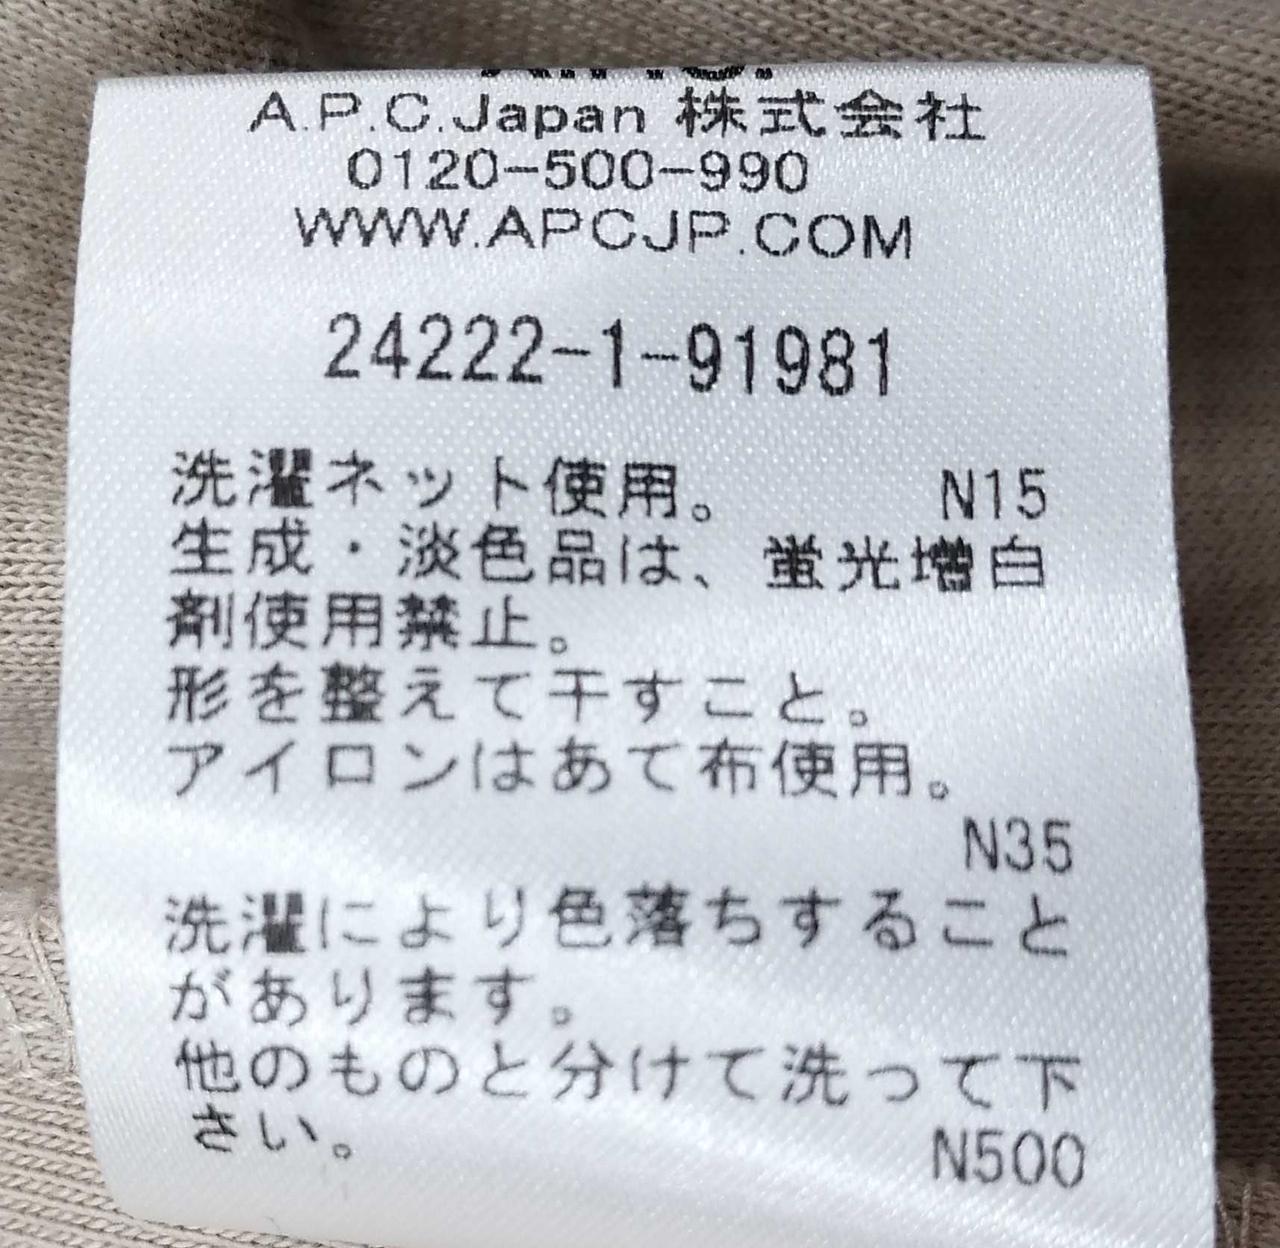 A.P.C.Japan 株式会社
0120-500-990
WWW.APCJP.COM
24222-1-91981
洗濯ネット使用。 N15
生成・淡色品は、蛍光増白
剤使用禁止。
形を整えて干すこと。
アイロンはあて布使用。
N35
洗濯により色落ちすること
があります。
他のものと分けて洗って下
さい。 N500